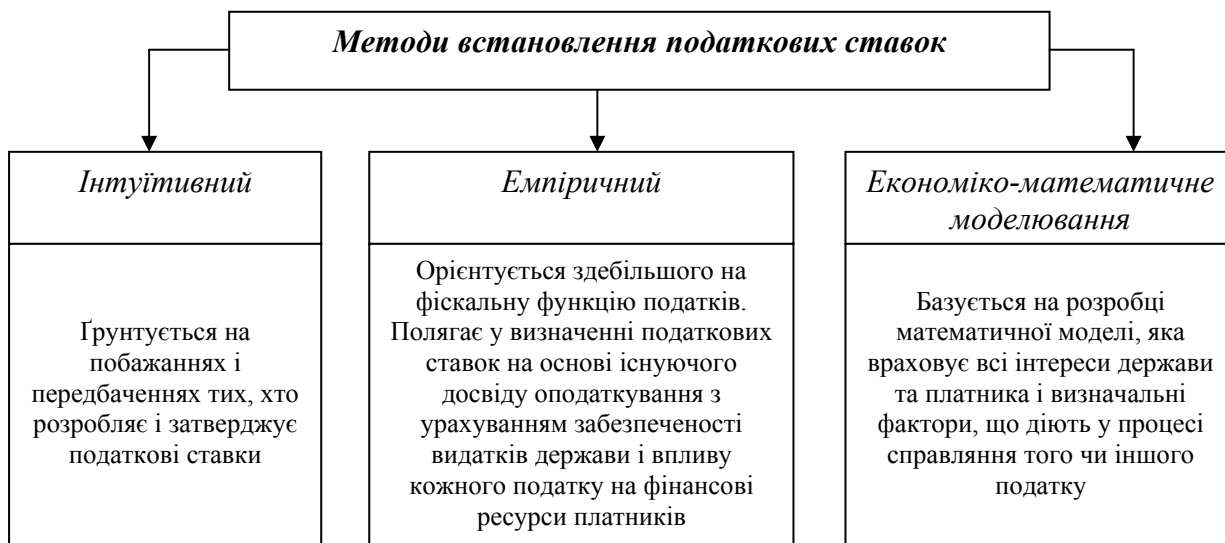 Методи встановлення податкових ставок
Інтуїтивний
Ґрунтується на
побажаннях і
передбаченнях тих, хто
розробляє і затверджує
податкові ставки
Емпіричний
Орієнтується здебільшого на
фіскальну функцію податків.
Полягає у визначенні податкових
ставок на основі існуючого
досвіду оподаткування з
урахуванням забезпеченості
видатків держави і впливу
кожного податку на фінансові
ресурси платників
Економіко-математичне
моделювання
Базується на розробці
математичної моделі, яка
враховує всі інтереси держави
та платника і визначальні
фактори, що діють у процесі
справляння того чи іншого
податку